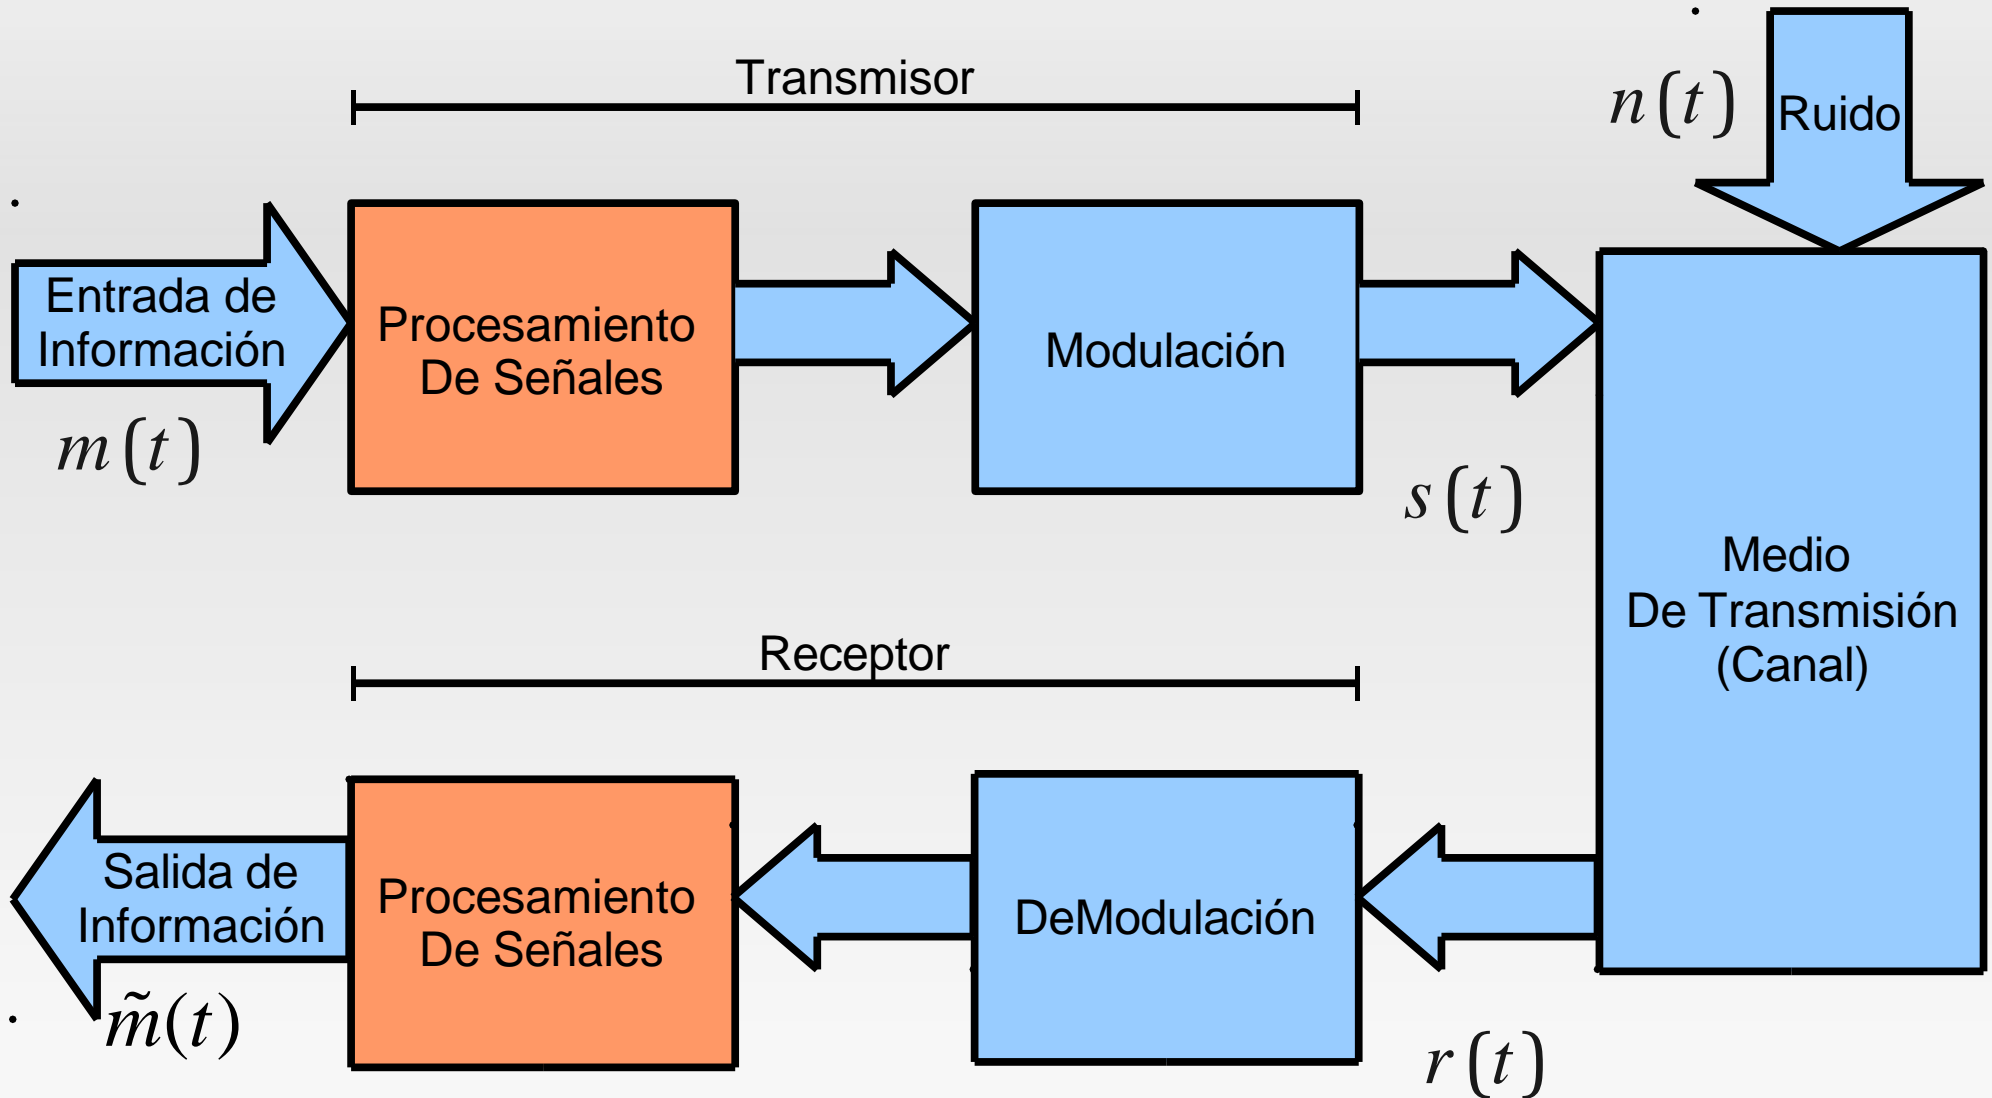 Transmisor
n(t)
Ruido
Entrada de
Información
m(t)
Procesamiento
De Señales
Modulación
s(t)
Medio
De Transmisión
(Canal)
Receptor
Salida de
Información
m̃(t)
Procesamiento
De Señales
DeModulación
r(t)